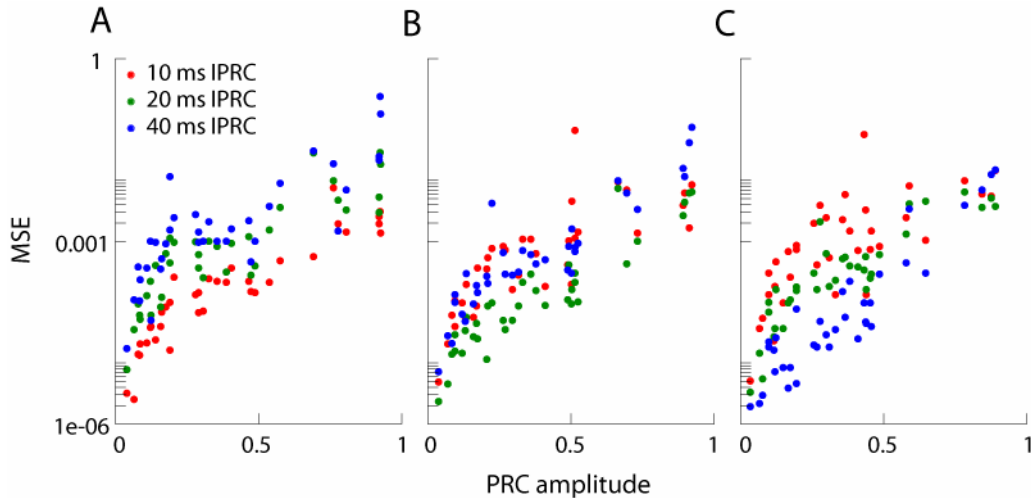 A
B
C
1
10 ms IPRC
20 ms IPRC
40 ms IPRC
MSE
0.001
1e-06
0 0.5 1
0 0.5 1
0 0.5 1
PRC amplitude